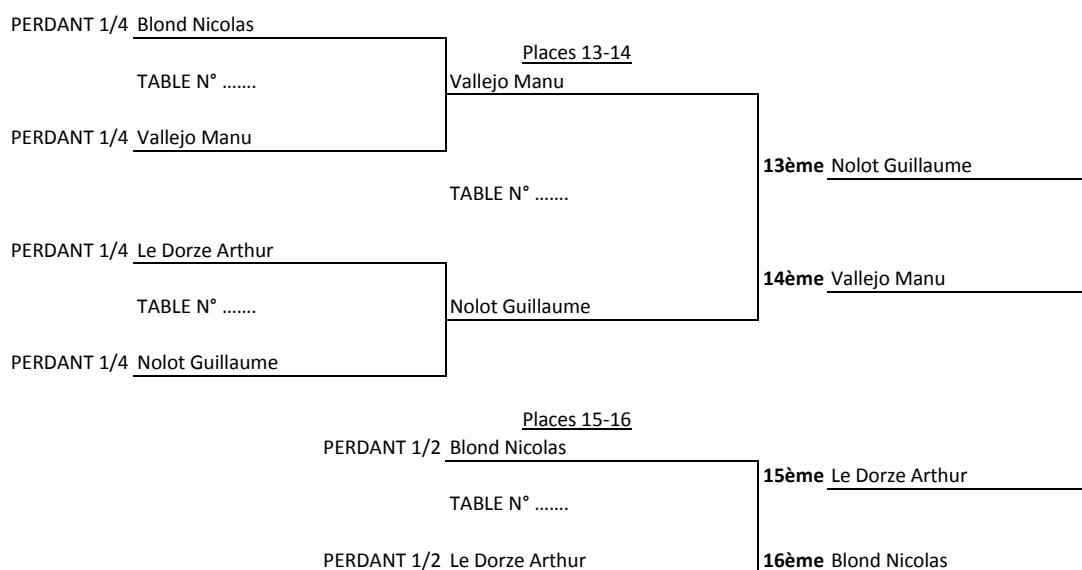 PERDANT 1/4 Blond Nicolas
Places 13-14
TABLE N° ....... Vallejo Manu
PERDANT 1/4 Vallejo Manu
13ème Nolot Guillaume
TABLE N° .......
PERDANT 1/4 Le Dorze Arthur
14ème Vallejo Manu
TABLE N° ....... Nolot Guillaume
PERDANT 1/4 Nolot Guillaume
Places 15-16
PERDANT 1/2 Blond Nicolas
15ème Le Dorze Arthur
TABLE N° .......
PERDANT 1/2 Le Dorze Arthur 16ème Blond Nicolas